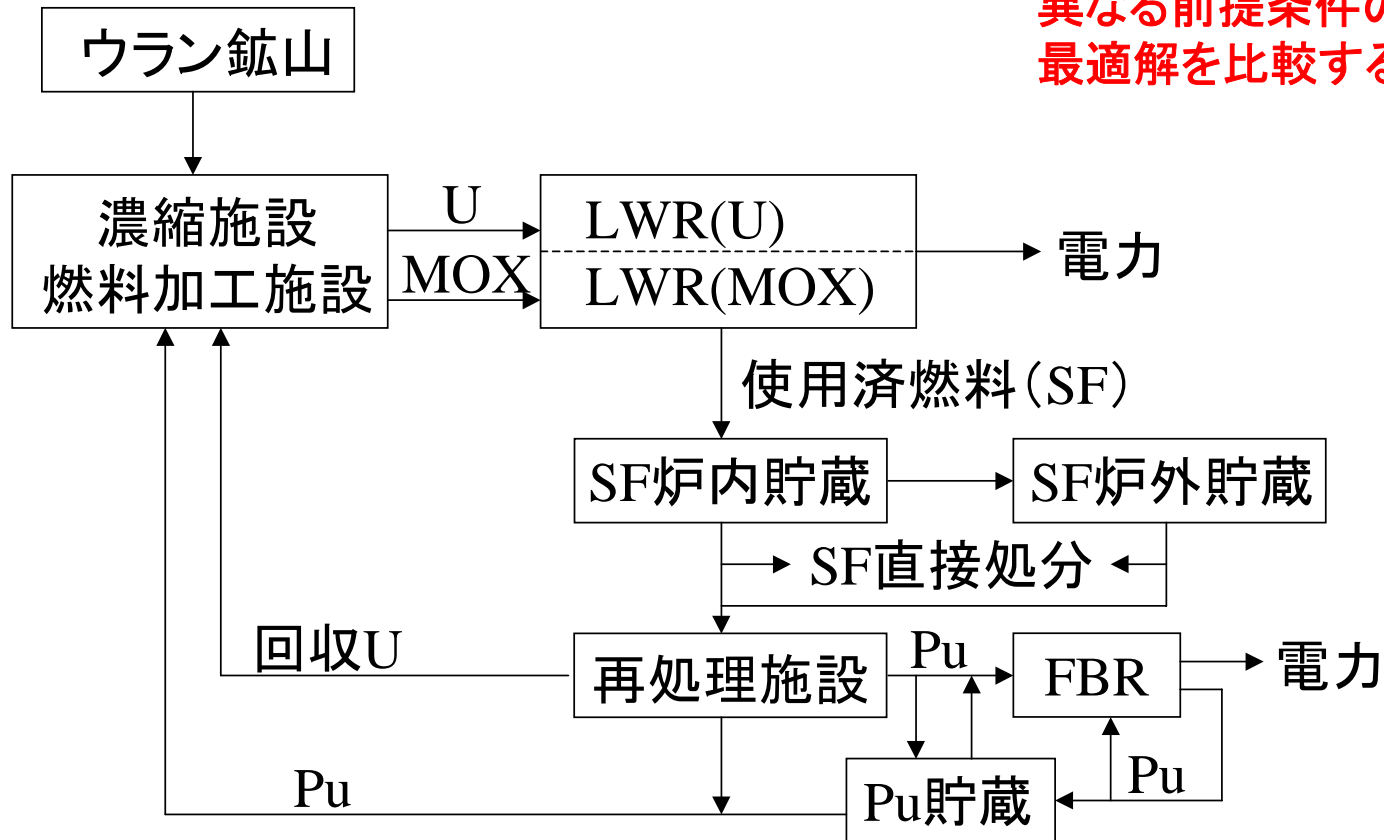 異なる前提条件の
最適解を比較する
ウラン鉱山
濃縮施設
燃料加工施設
U
MOX
LWR(U)
LWR(MOX)
電力
使用済燃料(SF)
SF炉内貯蔵
SF炉外貯蔵
SF直接処分
回収U
再処理施設
Pu
FBR
電力
Pu
Pu貯蔵
Pu